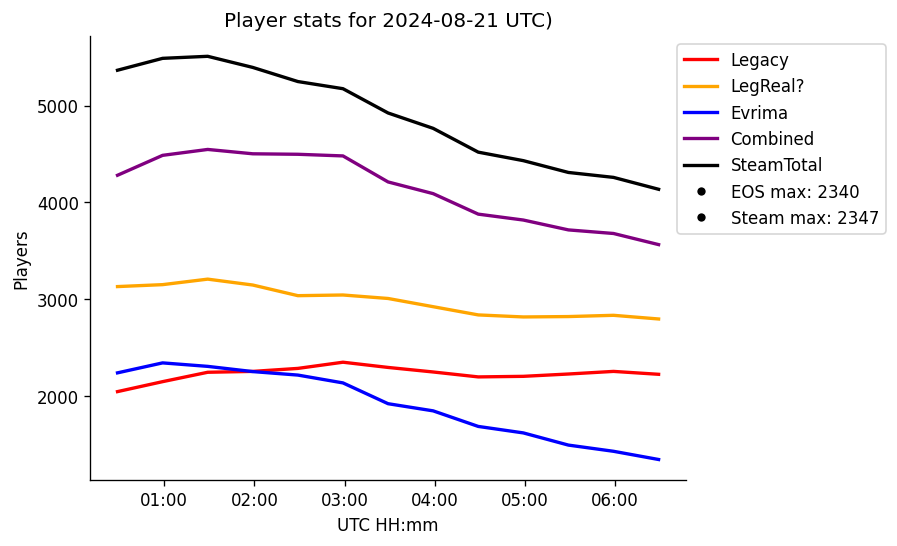 Player stats for 2024-08-21 UTC)
Legacy
LegReal?
Evrima
Combined
SteamTotal
EOS max: 2340
Steam max: 2347
Players
5000
4000
3000
2000
01:00 02:00 03:00 04:00 05:00 06:00
UTC HH:mm